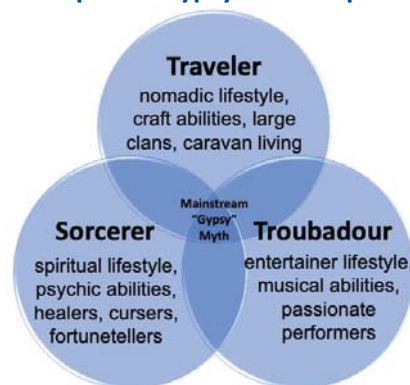 Traveler
nomadic lifestyle,
craft abilities, large
clans, caravan living
Mainstream
"Gypsy"
Myth
Sorcerer
spiritual lifestyle,
psychic abilities,
healers, cursers,
fortunetellers
Troubadour
entertainer lifestyle,
musical abilities,
passionate
performers